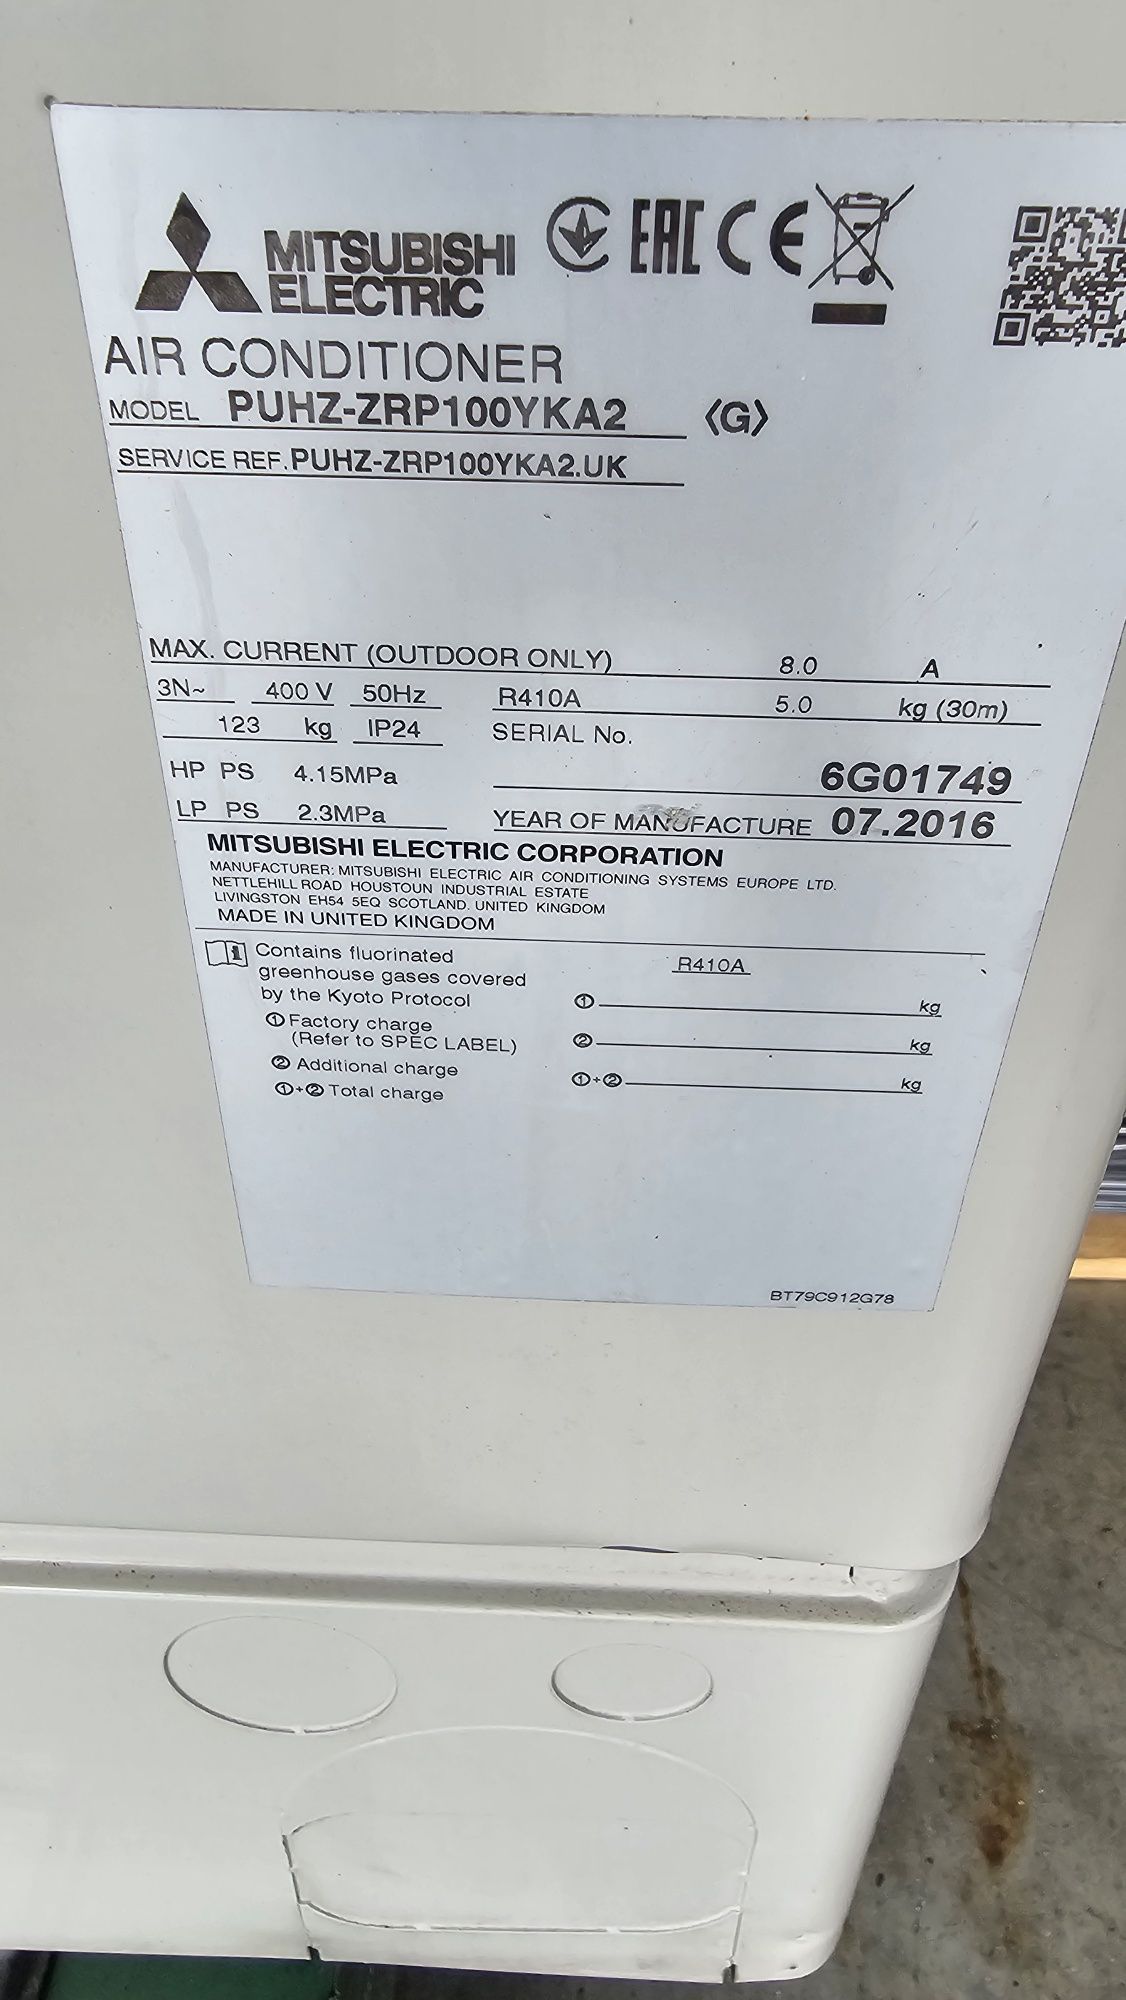 MITSUBISHI
ELECTRIC
EAC CE
AIR CONDITIONER
MODEL PUHZ-ZRP100YKA2 〈G〉
SERVICE REF. PUHZ-ZRP100YKA2.UK
MAX. CURRENT (OUTDOOR ONLY) 8.0 A
3N~ 400 V 50Hz R410A 5.0 kg (30m)
123 kg IP24 SERIAL No.
HP PS 4.15MPa 6G01749
LP PS 2.3MPa YEAR OF MANUFACTURE 07.2016
MITSUBISHI ELECTRIC CORPORATION
MANUFACTURER: MITSUBISHI ELECTRIC AIR CONDITIONING SYSTEMS EUROPE LTD.
NETTLEHILL ROAD HOUSTOUN INDUSTRIAL ESTATE
LIVINGSTON EH54 5EQ SCOTLAND. UNITED KINGDOM
MADE IN UNITED KINGDOM
Contains fluorinated
greenhouse gases covered
by the Kyoto Protocol
① Factory charge
(Refer to SPEC LABEL)
② Additional charge
①+② Total charge
R410A
① kg
② kg
①+② kg
BT79C912G78